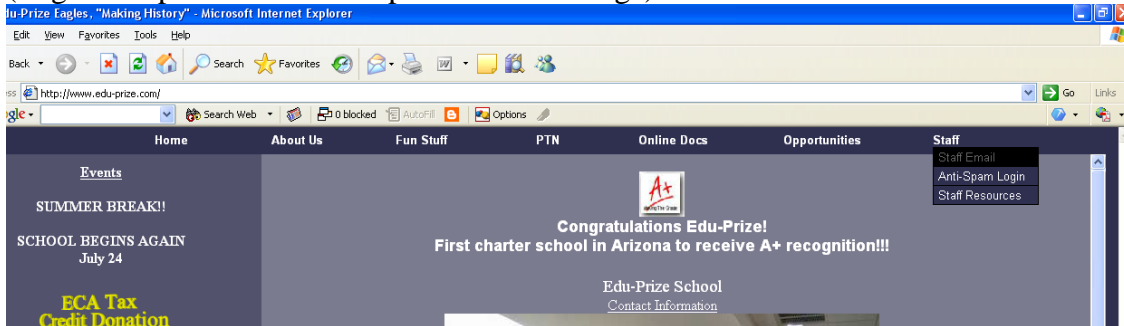 du-Prize Eagles, "Making History" - Microsoft Internet Explorer
Edit View Favorites Tools Help
Back Search Favorites
http://www.edu-prize.com/ Go Links
Search Web 0 blocked AutoFill Options
Home About Us Fun Stuff PTN Online Docs Opportunities Staff
Staff Email
Anti-Spam Login
Staff Resources
Events
SUMMER BREAK!!
SCHOOL BEGINS AGAIN
July 24
ECA Tax
Credit Donation
A+
Congratulations Edu-Prize!
First charter school in Arizona to receive A+ recognition!!!
Edu-Prize School
Contact Information